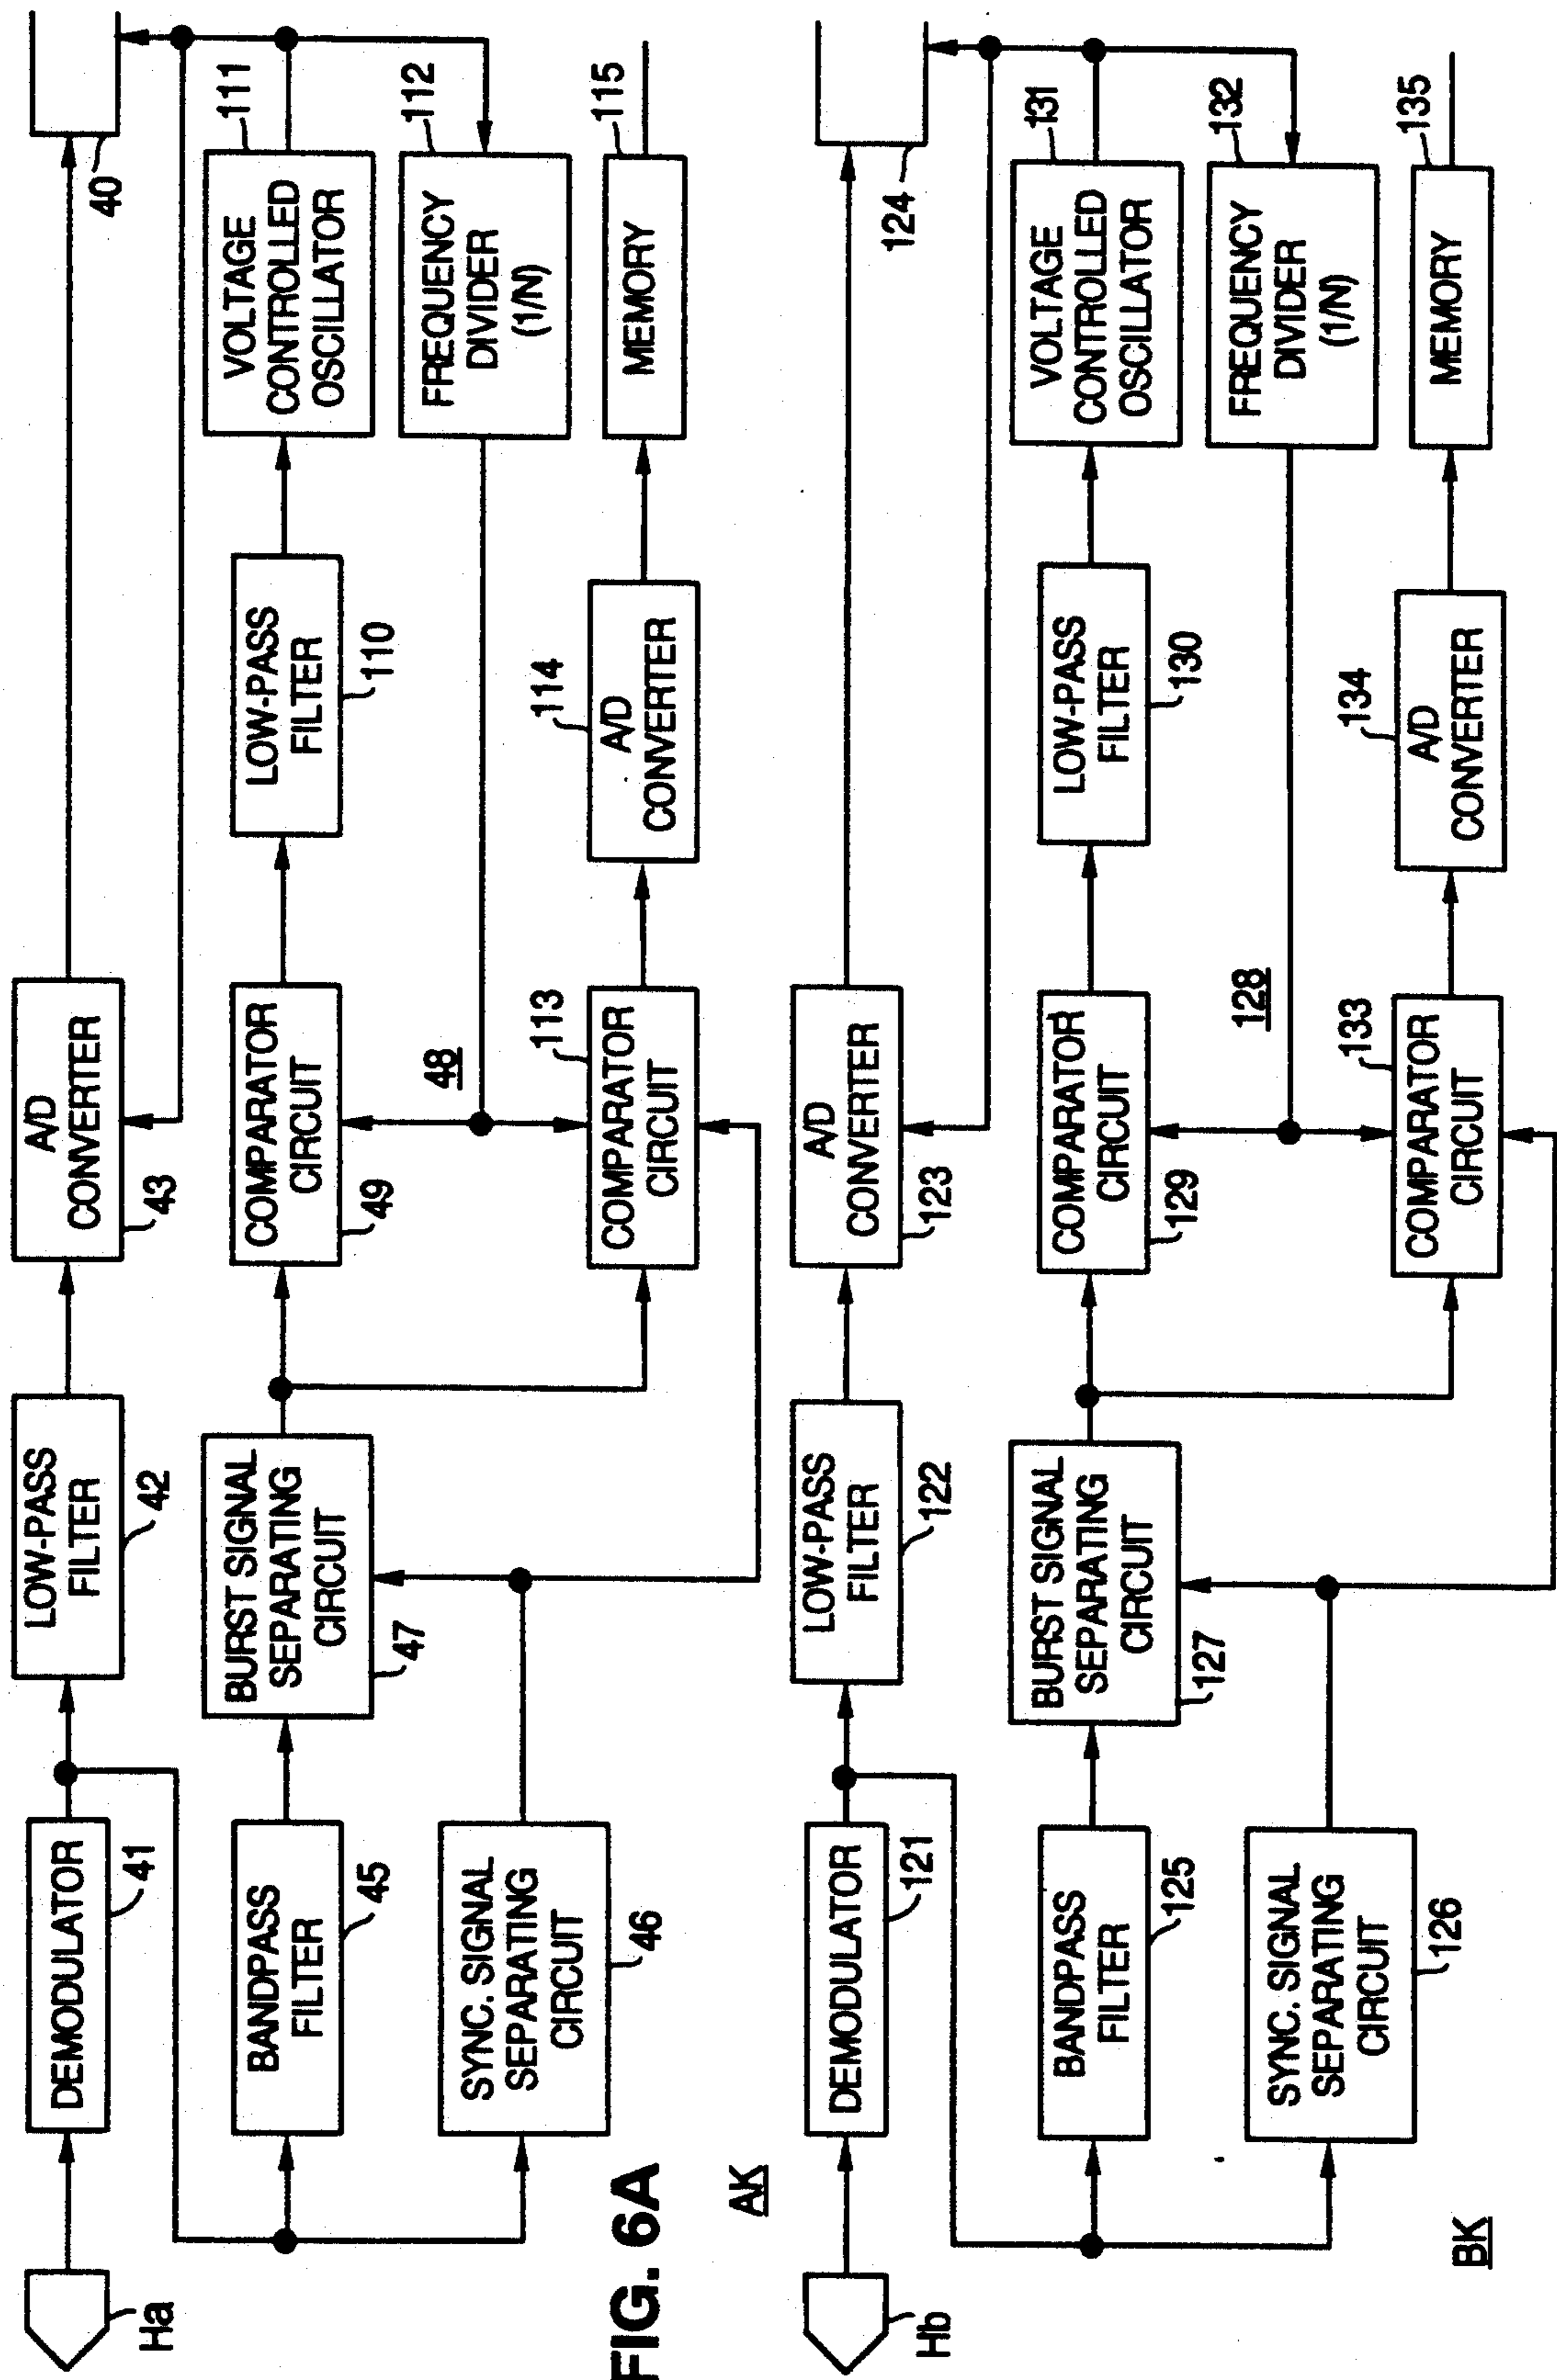 Ha
DEMODULATOR
41
LOW-PASS
FILTER
42
A/D
CONVERTER
43
40
BANDPASS
FILTER
45
BURST SIGNAL
SEPARATING
CIRCUIT
47
COMPARATOR
CIRCUIT
49
LOW-PASS
FILTER
110
VOLTAGE
CONTROLLED
OSCILLATOR
111
SYNC. SIGNAL
SEPARATING
CIRCUIT
46
48
FREQUENCY
DIVIDER
(1/N)
112
COMPARATOR
CIRCUIT
113
A/D
CONVERTER
114
MEMORY
115
FIG. 6A
AK
Hb
DEMODULATOR
121
LOW-PASS
FILTER
122
A/D
CONVERTER
123
124
BANDPASS
FILTER
125
BURST SIGNAL
SEPARATING
CIRCUIT
127
COMPARATOR
CIRCUIT
129
LOW-PASS
FILTER
130
VOLTAGE
CONTROLLED
OSCILLATOR
131
SYNC. SIGNAL
SEPARATING
CIRCUIT
126
128
FREQUENCY
DIVIDER
(1/N)
132
COMPARATOR
CIRCUIT
133
A/D
CONVERTER
134
MEMORY
135
BK